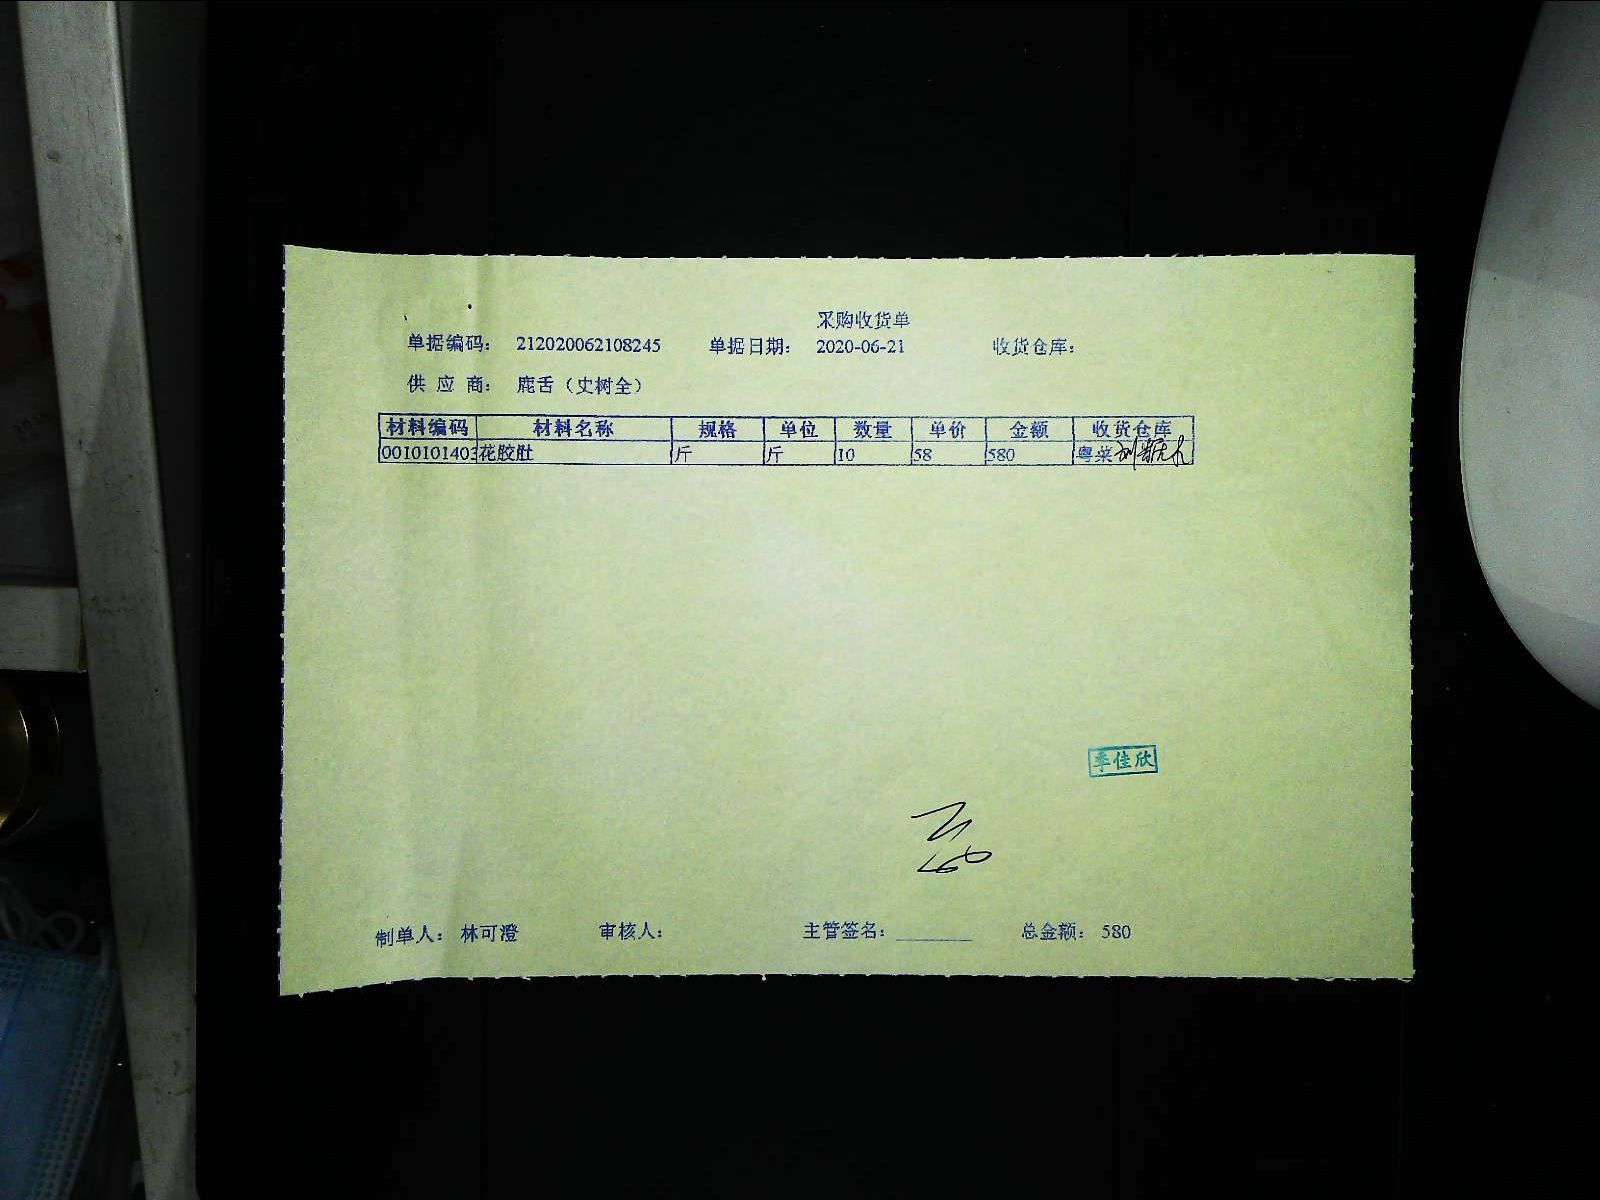 采购收货单
单据编码： 212020062108245 单据日期： 2020-06-21 收货仓库：
供 应 商： 鹿舌（史树全）
材料编码 材料名称 规格 单位 数量 单价 金额 收货仓库
0010101403 花胶肚 斤 斤 10 58 580 粤菜
季佳欣
制单人： 林可澄 审核人： 主管签名：________ 总金额： 580